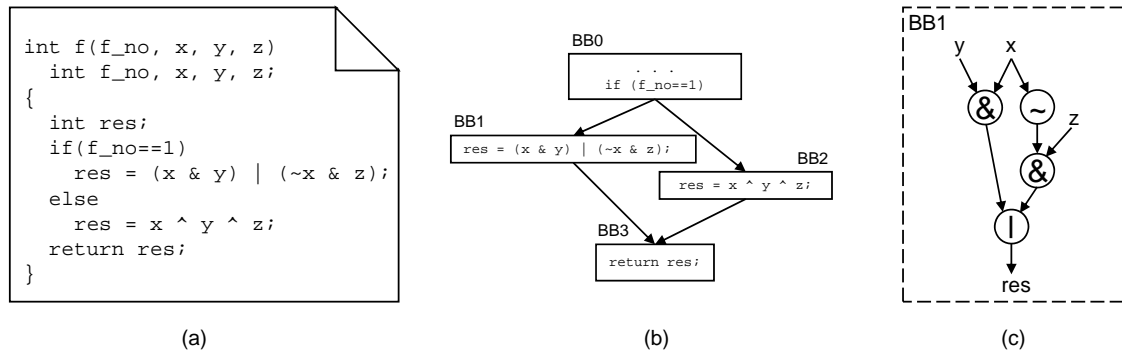 int f(f_no, x, y, z)
  int f_no, x, y, z;
{
  int res;
  if(f_no==1)
    res = (x & y) | (~x & z);
  else
    res = x ^ y ^ z;
  return res;
}
(a)
BB0
. . .
if (f_no==1)
BB1
res = (x & y) | (~x & z);
BB2
res = x ^ y ^ z;
BB3
return res;
(b)
BB1
y x
& ~
z
&
|
res
(c)